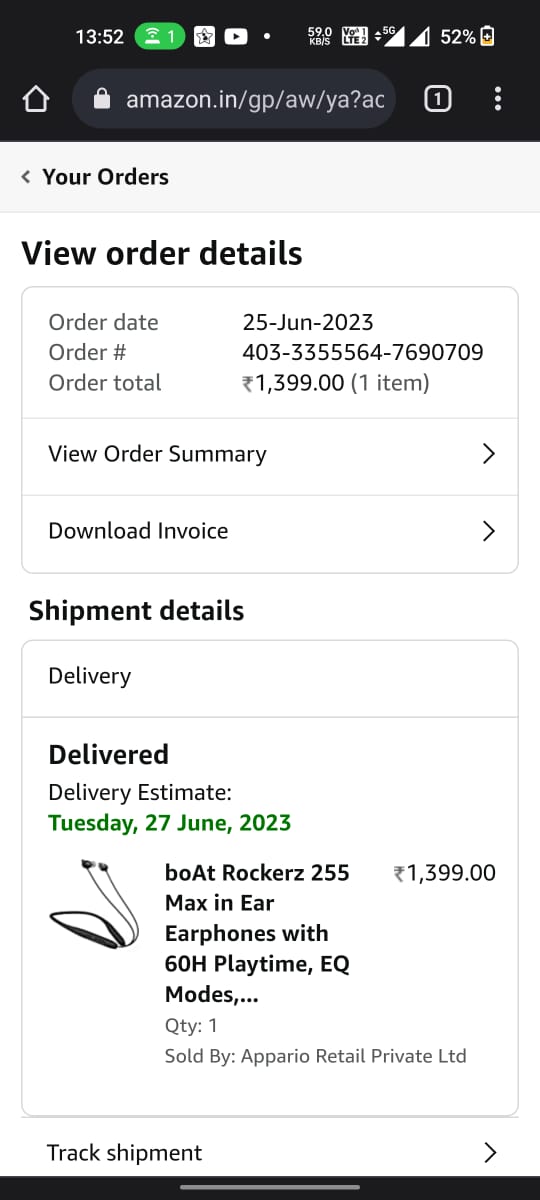 13:52 1 59.0 KB/S Vo 1 LTE 2 5G 52%
amazon.in/gp/aw/ya?ac 1
Your Orders
View order details
Order date 25-Jun-2023
Order # 403-3355564-7690709
Order total ₹1,399.00 (1 item)
View Order Summary
Download Invoice
Shipment details
Delivery
Delivered
Delivery Estimate:
Tuesday, 27 June, 2023
boAt Rockerz 255 ₹1,399.00
Max in Ear
Earphones with
60H Playtime, EQ
Modes,...
Qty: 1
Sold By: Appario Retail Private Ltd
Track shipment